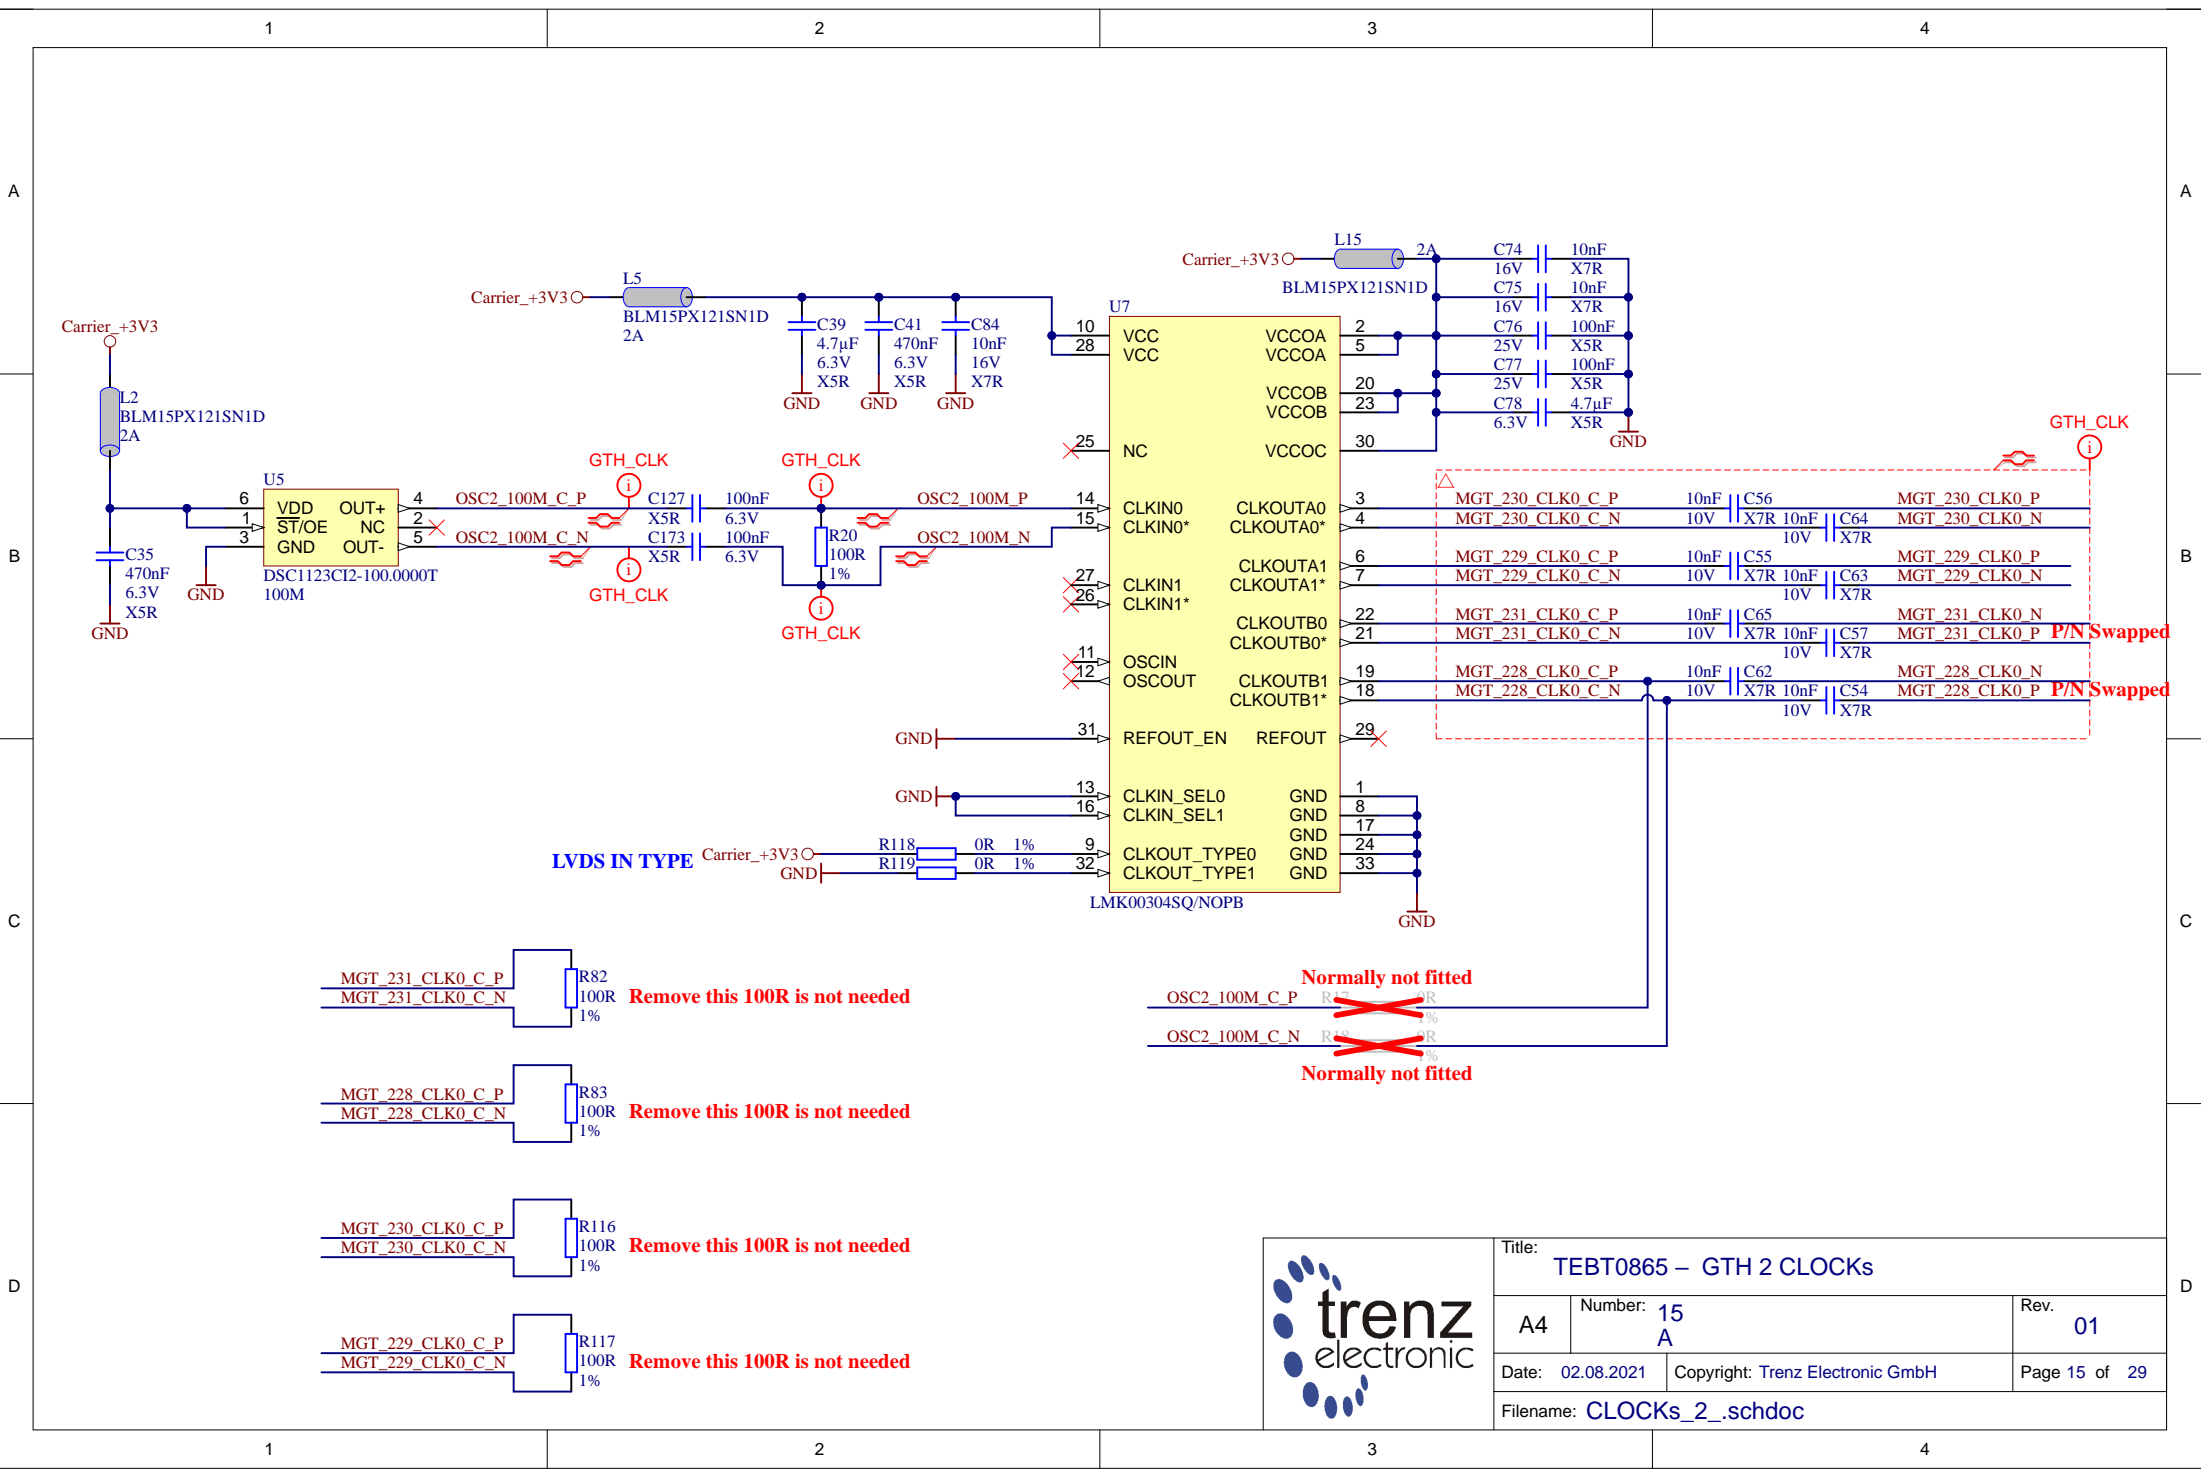 1 2 3 4
A A
B B
C C
D D
1 2 3 4
Carrier_+3V3
L2
BLM15PX121SN1D
2A
C35
470nF
6.3V
X5R
GND
GND
U5
6 VDD OUT+ 4
1 ST/OE NC 2
3 GND OUT- 5
DSC1123CI2-100.0000T
100M
OSC2_100M_C_P
OSC2_100M_C_N
GTH_CLK
GTH_CLK
C127 100nF
X5R 6.3V
C173 100nF
X5R 6.3V
GTH_CLK
GTH_CLK
R20
100R
1%
OSC2_100M_P
OSC2_100M_N
Carrier_+3V3
L5
BLM15PX121SN1D
2A
C39
4.7µF
6.3V
X5R
GND
C41
470nF
6.3V
X5R
GND
C84
10nF
16V
X7R
GND
Carrier_+3V3
L15
2A
BLM15PX121SN1D
C74 10nF
16V X7R
C75 10nF
16V X7R
C76 100nF
25V X5R
C77 100nF
25V X5R
C78 4.7µF
6.3V X5R
GND
U7
10 VCC VCCOA 2
28 VCC VCCOA 5
VCCOB 20
VCCOB 23
25 NC VCCOC 30
14 CLKIN0 CLKOUTA0 3
15 CLKIN0* CLKOUTA0* 4
CLKOUTA1 6
27 CLKIN1 CLKOUTA1* 7
26 CLKIN1*
CLKOUTB0 22
CLKOUTB0* 21
11 OSCIN
12 OSCOUT CLKOUTB1 19
CLKOUTB1* 18
31 REFOUT_EN REFOUT 29
13 CLKIN_SEL0 GND 1
16 CLKIN_SEL1 GND 8
GND 17
9 CLKOUT_TYPE0 GND 24
32 CLKOUT_TYPE1 GND 33
LMK00304SQ/NOPB
GND
GND
GND
LVDS IN TYPE
Carrier_+3V3 R118 0R 1%
GND R119 0R 1%
GTH_CLK
MGT_230_CLK0_C_P 10nF C56 MGT_230_CLK0_P
MGT_230_CLK0_C_N 10V X7R 10nF C64 MGT_230_CLK0_N
10V X7R
MGT_229_CLK0_C_P 10nF C55 MGT_229_CLK0_P
MGT_229_CLK0_C_N 10V X7R 10nF C63 MGT_229_CLK0_N
10V X7R
MGT_231_CLK0_C_P 10nF C65 MGT_231_CLK0_N
MGT_231_CLK0_C_N 10V X7R 10nF C57 MGT_231_CLK0_P P/N Swapped
10V X7R
MGT_228_CLK0_C_P 10nF C62 MGT_228_CLK0_N
MGT_228_CLK0_C_N 10V X7R 10nF C54 MGT_228_CLK0_P P/N Swapped
10V X7R
Normally not fitted
OSC2_100M_C_P R17 0R
1%
OSC2_100M_C_N R18 0R
1%
Normally not fitted
MGT_231_CLK0_C_P
MGT_231_CLK0_C_N
R82
100R
1%
Remove this 100R is not needed
MGT_228_CLK0_C_P
MGT_228_CLK0_C_N
R83
100R
1%
Remove this 100R is not needed
MGT_230_CLK0_C_P
MGT_230_CLK0_C_N
R116
100R
1%
Remove this 100R is not needed
MGT_229_CLK0_C_P
MGT_229_CLK0_C_N
R117
100R
1%
Remove this 100R is not needed
trenz
electronic
Title:
TEBT0865 – GTH 2 CLOCKs
A4
Number: 15
A
Rev.
01
Date: 02.08.2021
Copyright: Trenz Electronic GmbH
Page 15 of 29
Filename: CLOCKs_2_.schdoc